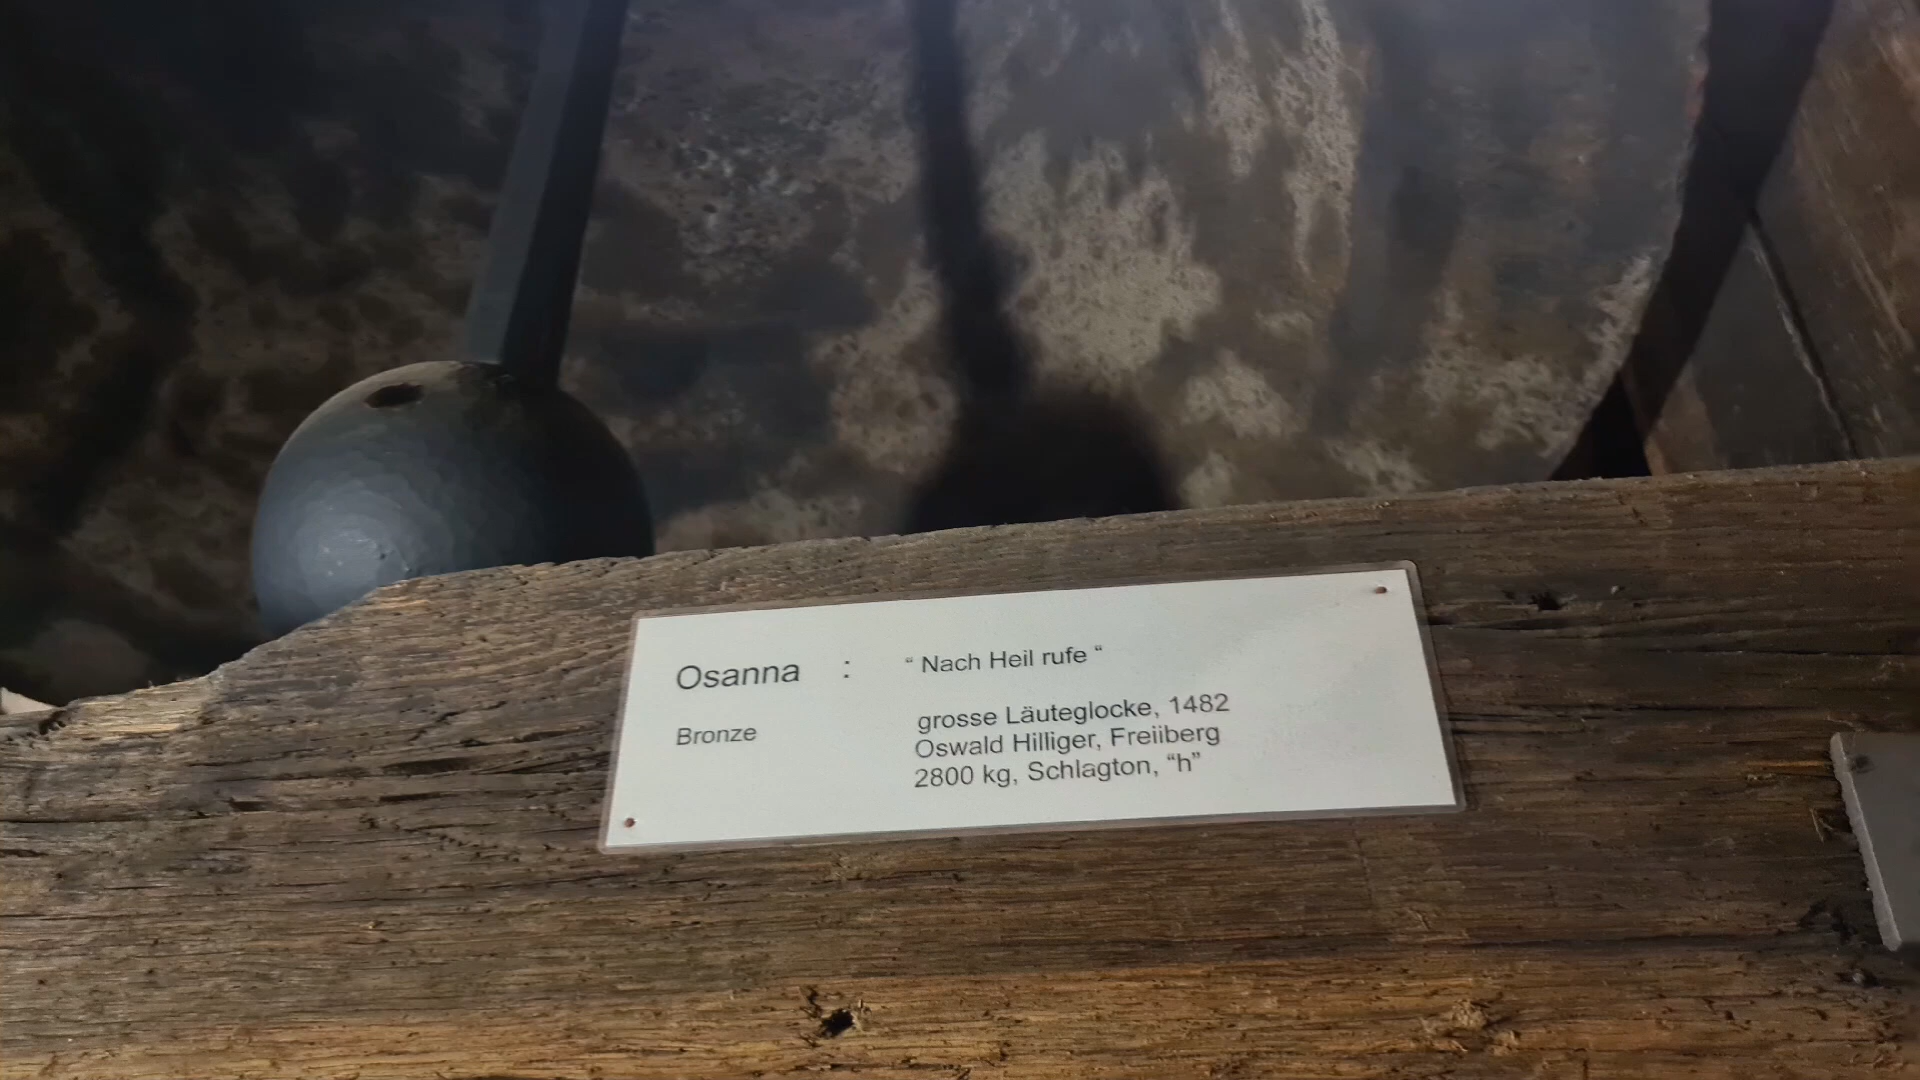 Osanna : “ Nach Heil rufe “
Bronze grosse Läuteglocke, 1482
Oswald Hilliger, Freiiberg
2800 kg, Schlagton, “h”